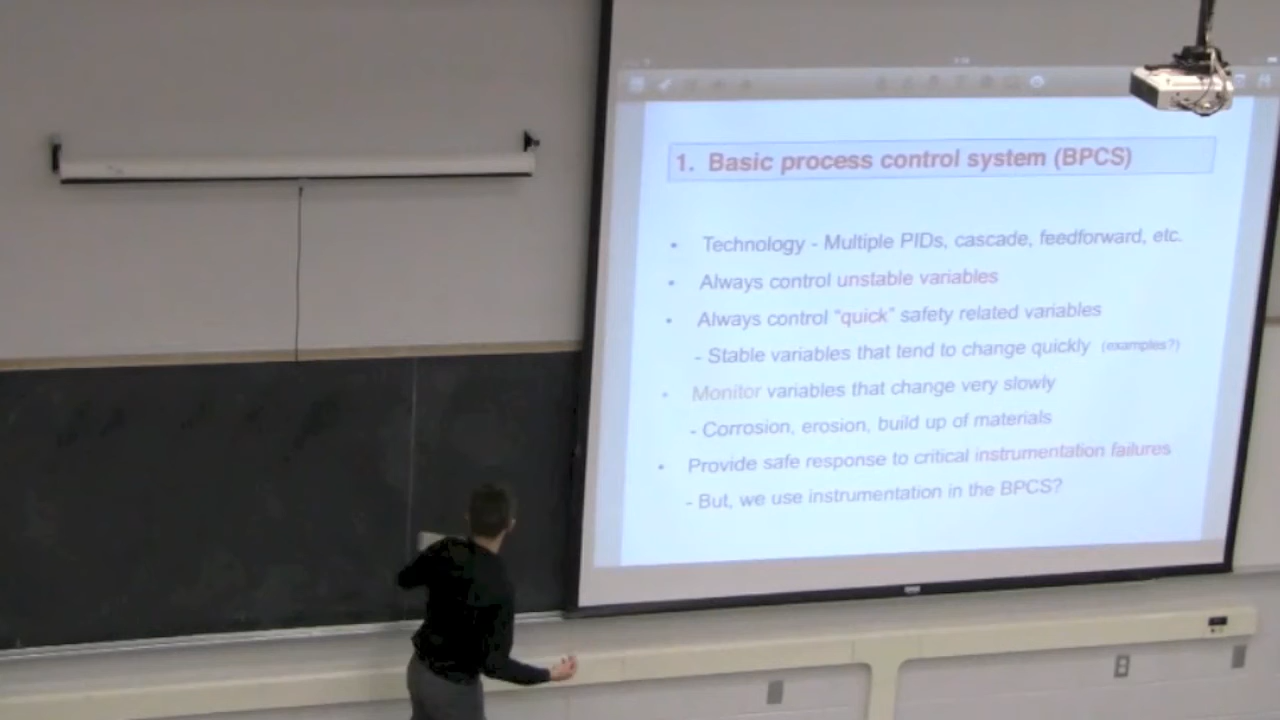 1. Basic process control system (BPCS)
• Technology - Multiple PIDs, cascade, feedforward, etc.
• Always control unstable variables
• Always control "quick" safety related variables
- Stable variables that tend to change quickly (examples?)
• Monitor variables that change very slowly
- Corrosion, erosion, build up of materials
• Provide safe response to critical instrumentation failures
- But, we use instrumentation in the BPCS?